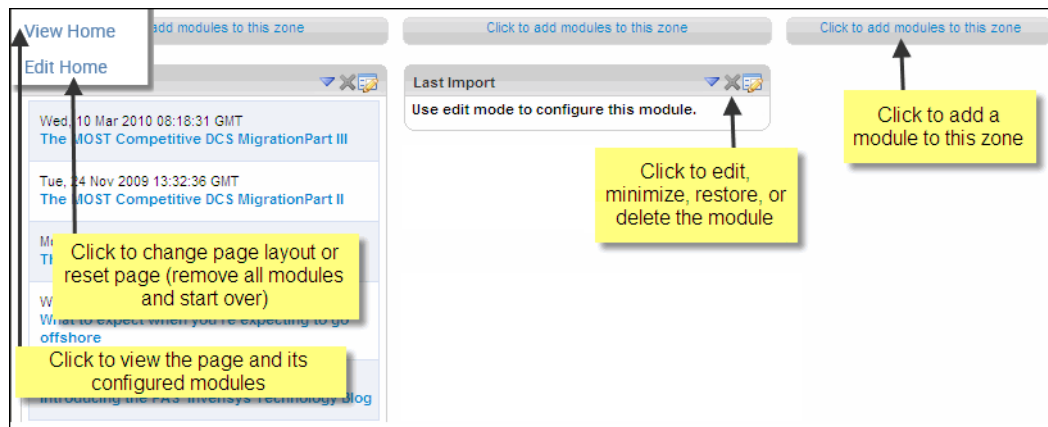 View Home
add modules to this zone
Click to add modules to this zone
Click to add modules to this zone
Edit Home
Last Import
Use edit mode to configure this module.
Wed, 10 Mar 2010 08:18:31 GMT
The MOST Competitive DCS MigrationPart III
Tue, 24 Nov 2009 13:32:36 GMT
The MOST Competitive DCS MigrationPart II
Click to add a
module to this zone
Click to edit,
minimize, restore, or
delete the module
Click to change page layout or
reset page (remove all modules
and start over)
What to expect when you're expecting to go
offshore
Click to view the page and its
configured modules
Introducing the PAS Invensys Technology Blog